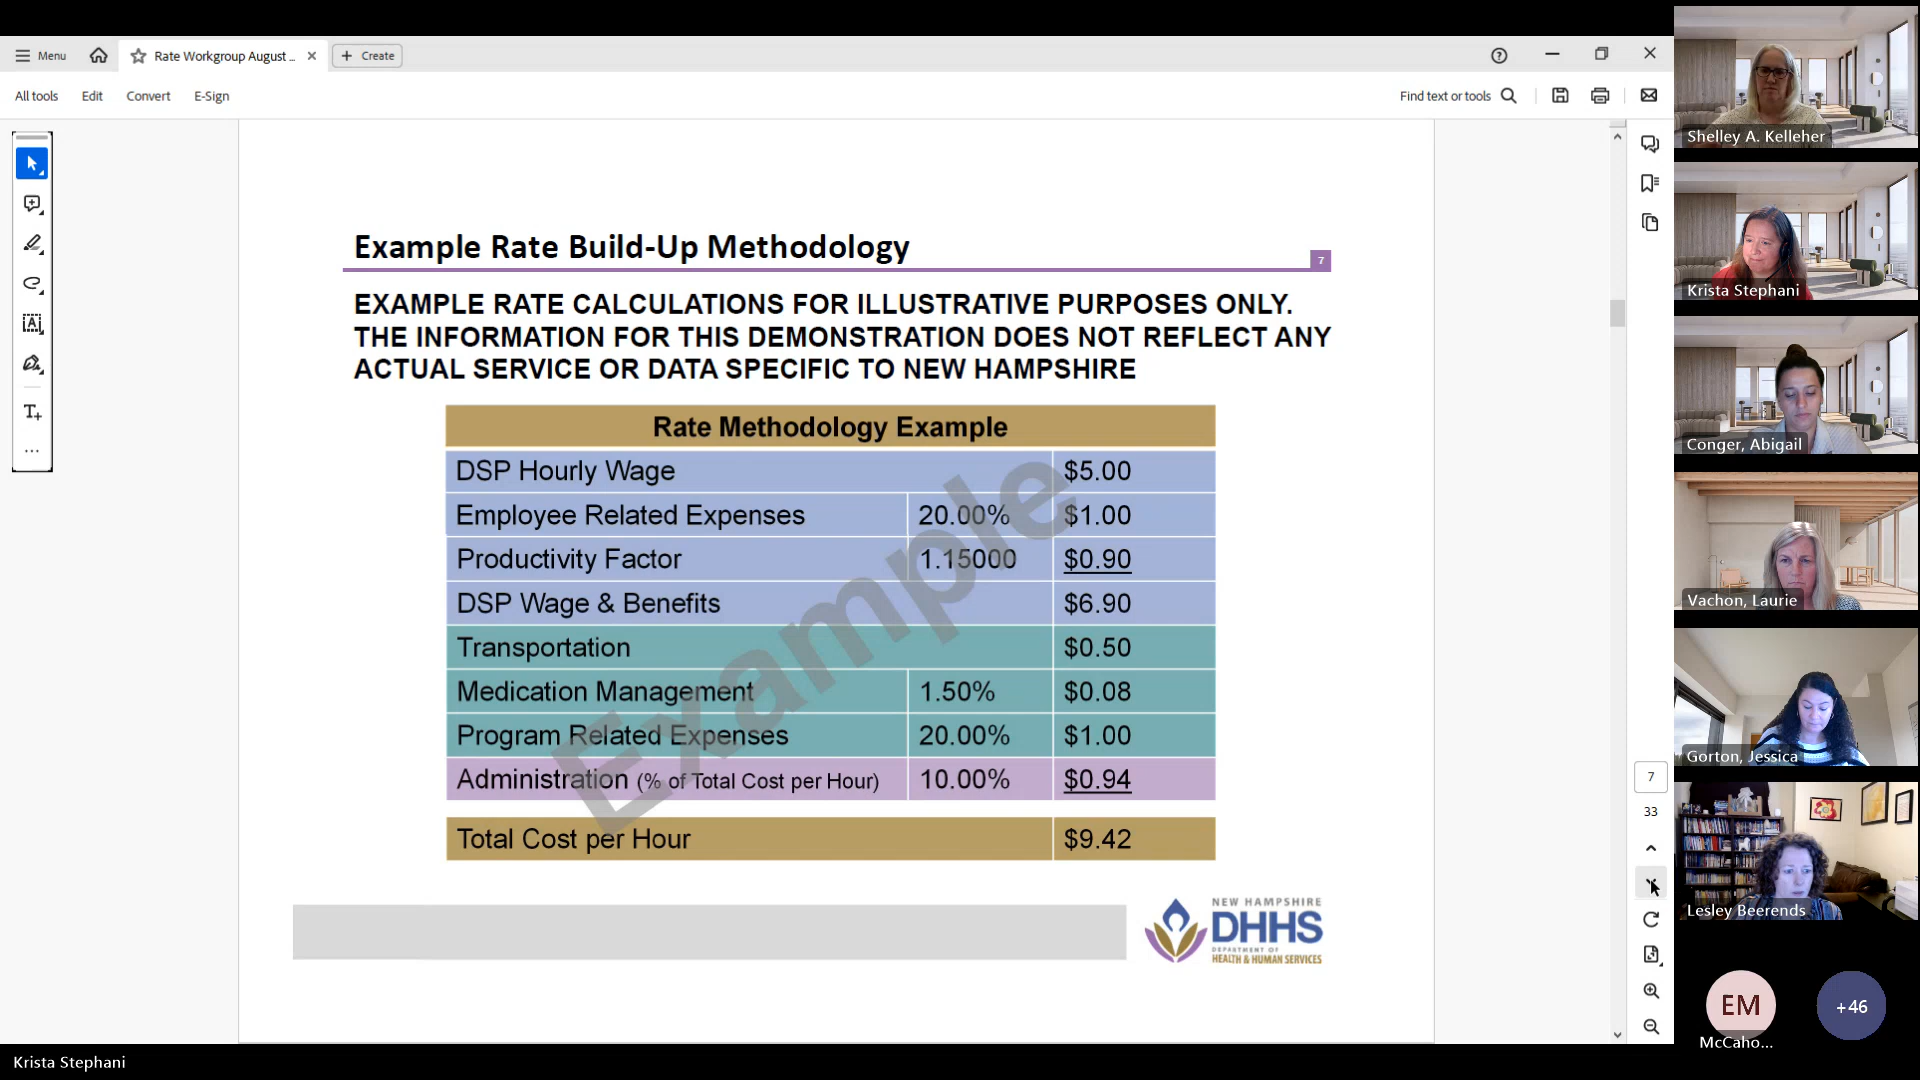 Menu
Rate Workgroup August ...
Create
All tools
Edit
Convert
E-Sign
Find text or tools
Example Rate Build-Up Methodology
7
EXAMPLE RATE CALCULATIONS FOR ILLUSTRATIVE PURPOSES ONLY.
THE INFORMATION FOR THIS DEMONSTRATION DOES NOT REFLECT ANY
ACTUAL SERVICE OR DATA SPECIFIC TO NEW HAMPSHIRE
Rate Methodology Example
DSP Hourly Wage $5.00
Employee Related Expenses 20.00% $1.00
Productivity Factor 1.15000 $0.90
DSP Wage & Benefits $6.90
Transportation $0.50
Medication Management 1.50% $0.08
Program Related Expenses 20.00% $1.00
Administration (% of Total Cost per Hour) 10.00% $0.94
Total Cost per Hour $9.42
Example
NEW HAMPSHIRE
DHHS
DEPARTMENT OF
HEALTH & HUMAN SERVICES
7
33
Shelley A. Kelleher
Krista Stephani
Conger, Abigail
Vachon, Laurie
Gorton, Jessica
Lesley Beerends
EM
McCaho...
+46
Krista Stephani